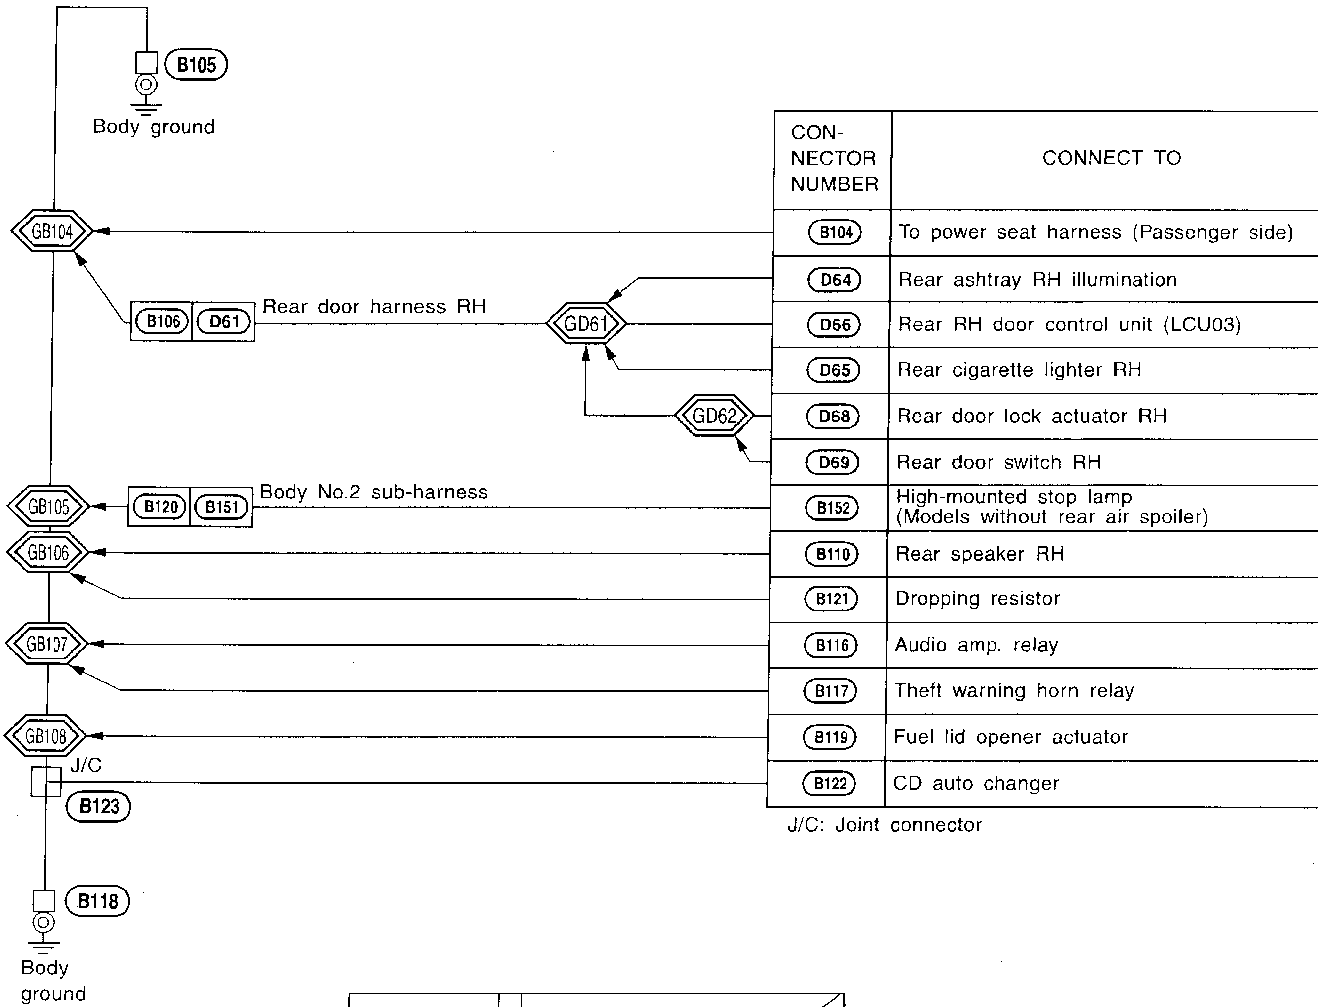 B105
Body ground
CON-
NECTOR
NUMBER
CONNECT TO
GB104
B104
To power seat harness (Passenger side)
D64
Rear ashtray RH illumination
B106
D61
Rear door harness RH
GD61
D66
Rear RH door control unit (LCU03)
D65
Rear cigarette lighter RH
GD62
D68
Rear door lock actuator RH
D69
Rear door switch RH
GB105
B120
B151
Body No.2 sub-harness
B152
High-mounted stop lamp
(Models without rear air spoiler)
GB106
B110
Rear speaker RH
B121
Dropping resistor
GB107
B116
Audio amp. relay
B117
Theft warning horn relay
GB108
B119
Fuel lid opener actuator
J/C
B123
B122
CD auto changer
J/C: Joint connector
B118
Body
ground